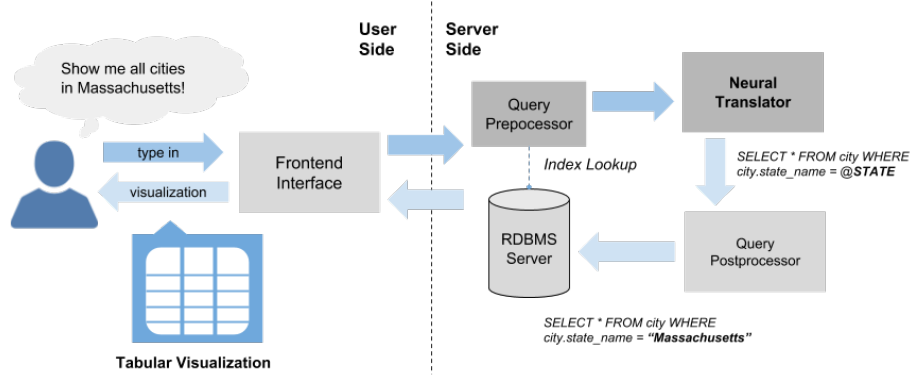 User
Side
Server
Side
Show me all cities
in Massachusetts!
type in
visualization
Frontend
Interface
Query
Prepocessor
Neural
Translator
Index Lookup
SELECT * FROM city WHERE
city.state_name = @STATE
RDBMS
Server
Query
Postprocessor
SELECT * FROM city WHERE
city.state_name = “Massachusetts”
Tabular Visualization